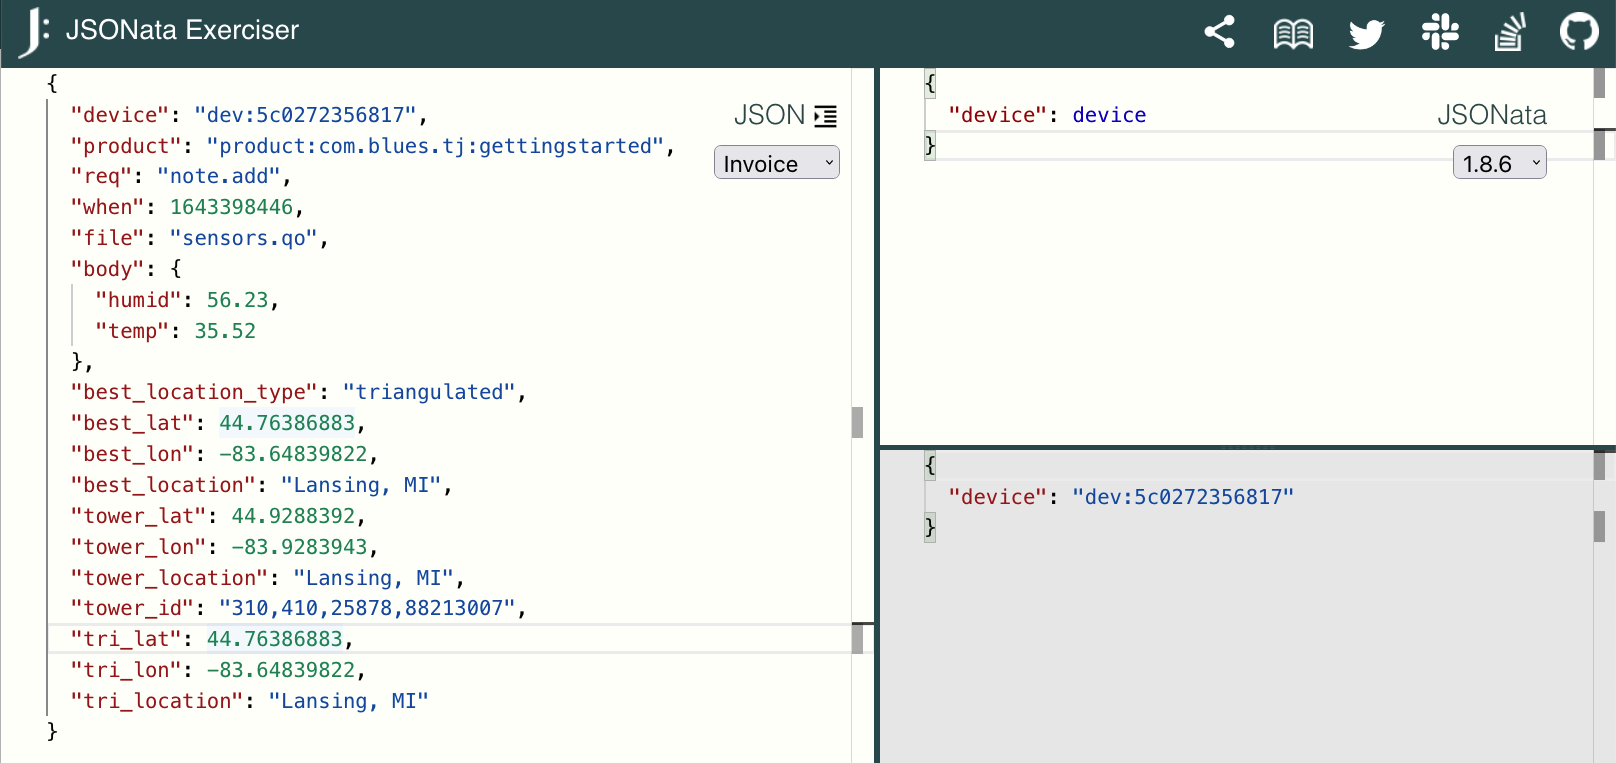 JSONata Exerciser
{
"device": "dev:5c0272356817",
"product": "product:com.blues.tj:gettingstarted",
"req": "note.add",
"when": 1643398446,
"file": "sensors.qo",
"body": {
"humid": 56.23,
"temp": 35.52
},
"best_location_type": "triangulated",
"best_lat": 44.76386883,
"best_lon": -83.64839822,
"best_location": "Lansing, MI",
"tower_lat": 44.9288392,
"tower_lon": -83.9283943,
"tower_location": "Lansing, MI",
"tower_id": "310,410,25878,88213007",
"tri_lat": 44.76386883,
"tri_lon": -83.64839822,
"tri_location": "Lansing, MI"
}
JSON
Invoice
{
"device": device
}
JSONata
1.8.6
{
"device": "dev:5c0272356817"
}